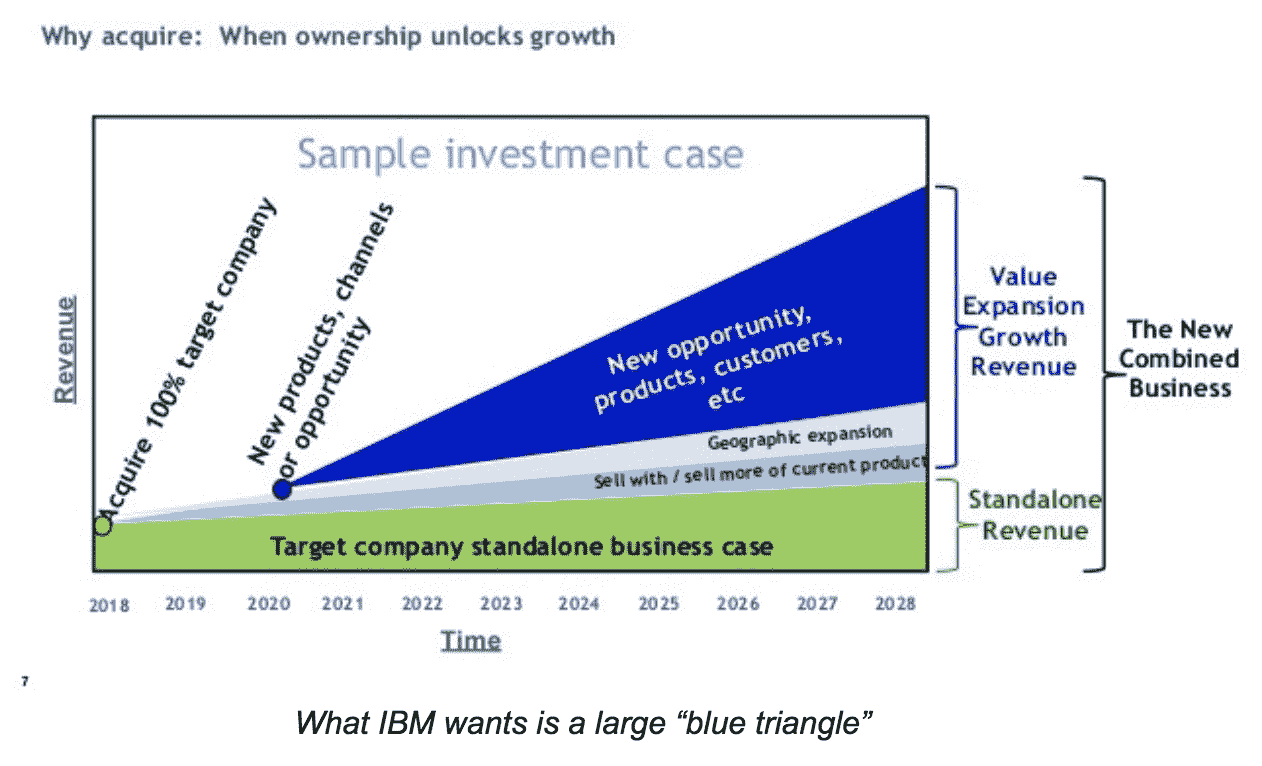 Why acquire: When ownership unlocks growth
Sample investment case
Acquire 100% target company
New products, channels
or opportunity
Revenue
New opportunity,
products, customers,
etc
Geographic expansion
Sell with / sell more of current product
Target company standalone business case
Value
Expansion
Growth
Revenue
Standalone
Revenue
The New
Combined
Business
2018 2019 2020 2021 2022 2023 2024 2025 2026 2027 2028
Time
7
What IBM wants is a large “blue triangle”